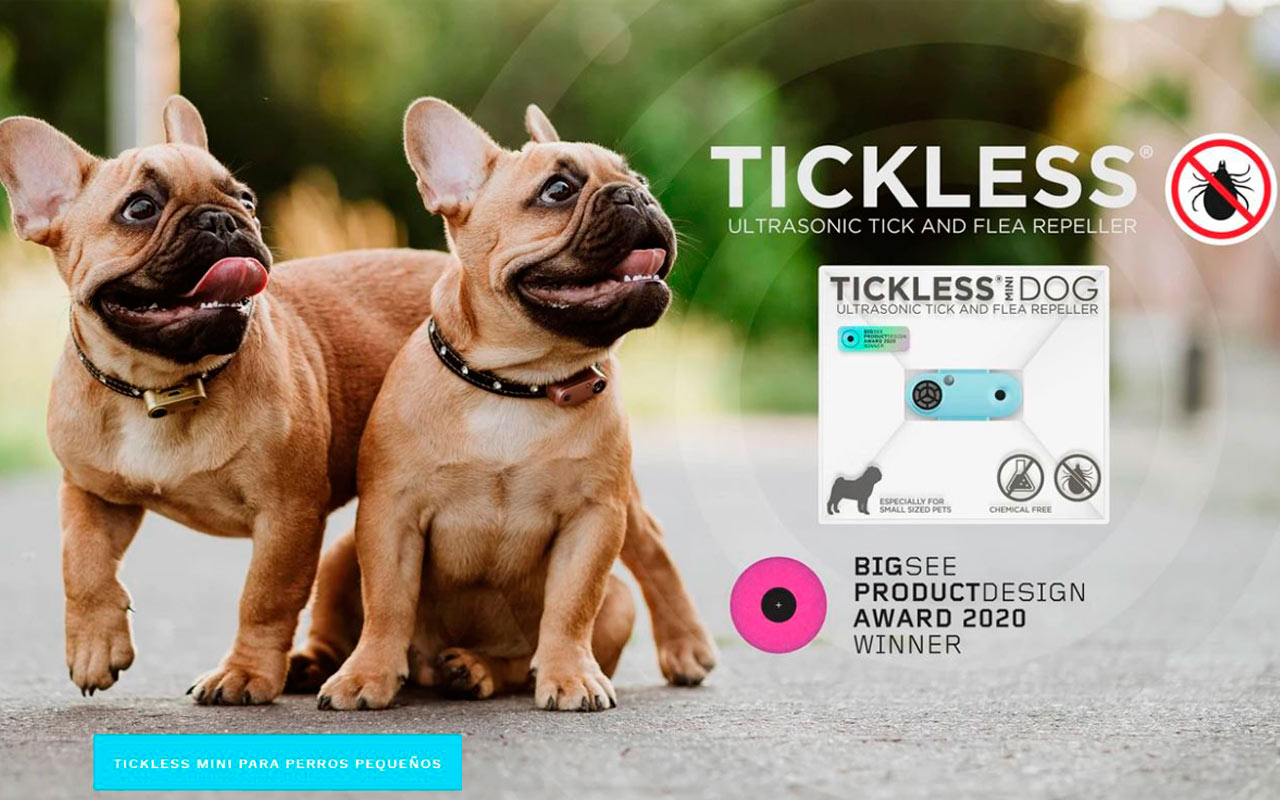 TICKLESS®
ULTRASONIC TICK AND FLEA REPELLER
TICKLESS® MINI DOG
ULTRASONIC TICK AND FLEA REPELLER
BIGSEE
PRODUCTDESIGN
AWARD 2020
WINNER
ESPECIALLY FOR
SMALL SIZED PETS
CHEMICAL FREE
BIGSEE
PRODUCTDESIGN
AWARD 2020
WINNER
TICKLESS MINI PARA PERROS PEQUEÑOS